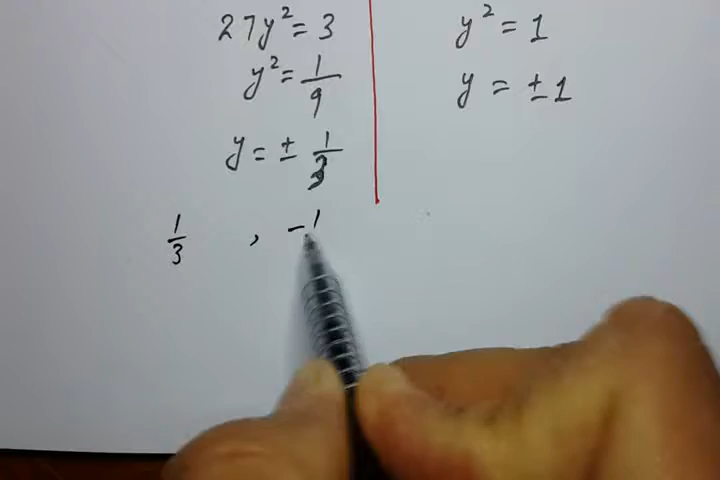 27y² = 3
y² = 1/9
y = ± 1/3
1/3 , -1
y² = 1
y = ± 1